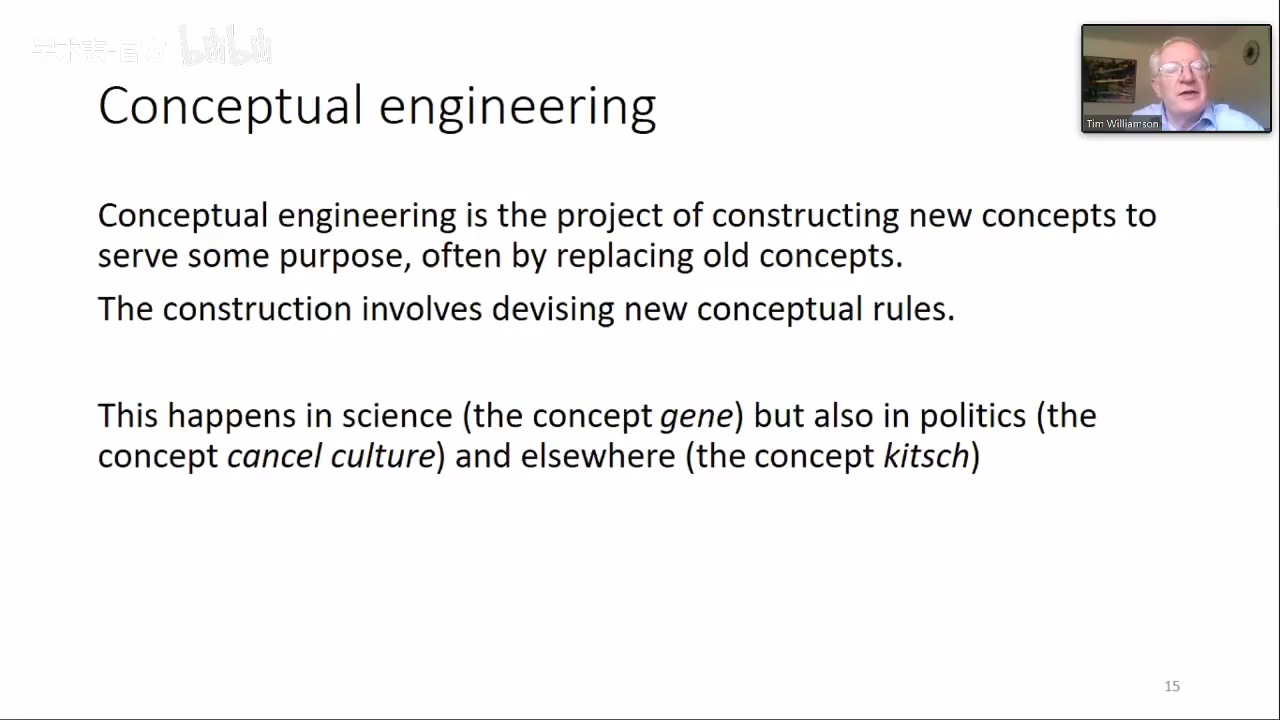 bilibili
Conceptual engineering
Tim Williamson
Conceptual engineering is the project of constructing new concepts to
serve some purpose, often by replacing old concepts.
The construction involves devising new conceptual rules.
This happens in science (the concept gene) but also in politics (the
concept cancel culture) and elsewhere (the concept kitsch)
15